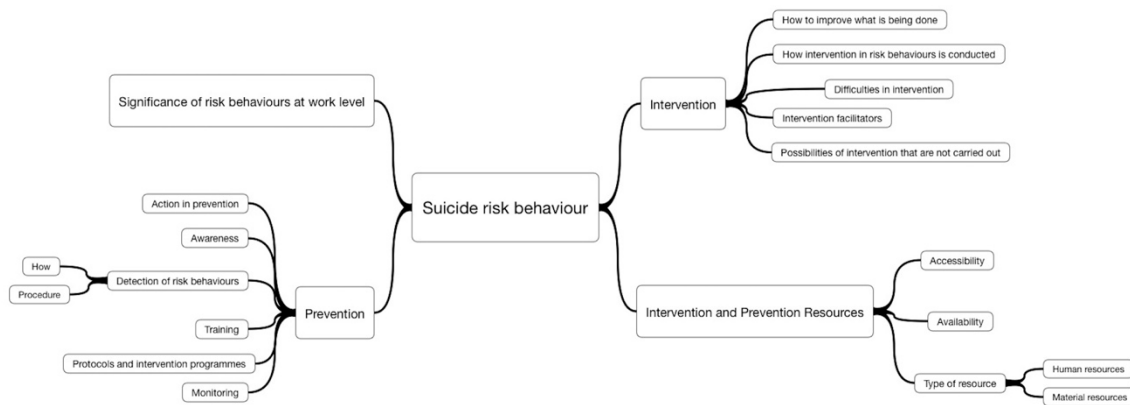 Suicide risk behaviour
Significance of risk behaviours at work level
Prevention
Action in prevention
Awareness
Detection of risk behaviours
How
Procedure
Training
Protocols and intervention programmes
Monitoring
Intervention
How to improve what is being done
How intervention in risk behaviours is conducted
Difficulties in intervention
Intervention facilitators
Possibilities of intervention that are not carried out
Intervention and Prevention Resources
Accessibility
Availability
Type of resource
Human resources
Material resources